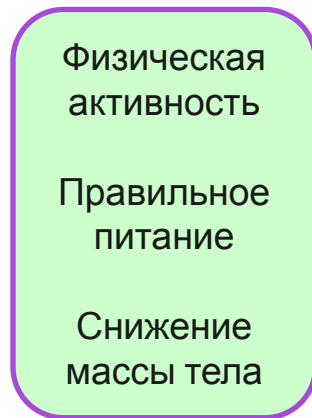 Физическая
активность
Правильное
питание
Снижение
массы тела